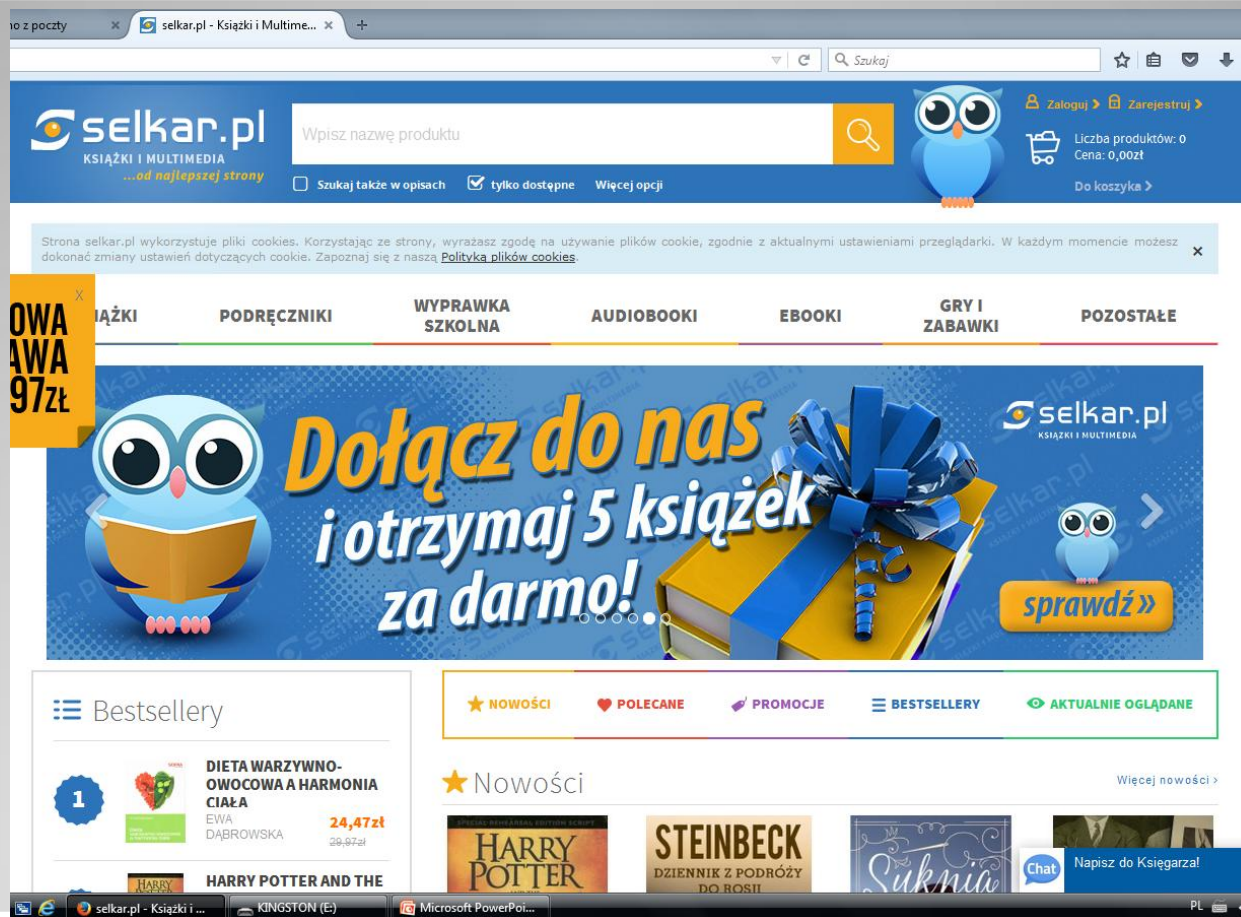 no z poczty
selkar.pl - Książki i Multime...
Szukaj
selkar.pl
KSIĄŻKI I MULTIMEDIA
...od najlepszej strony
Wpisz nazwę produktu
Szukaj także w opisach tylko dostępne Więcej opcji
Zaloguj Zarejestruj
Liczba produktów: 0
Cena: 0,00zł
Do koszyka
Strona selkar.pl wykorzystuje pliki cookies. Korzystając ze strony, wyrażasz zgodę na używanie plików cookie, zgodnie z aktualnymi ustawieniami przeglądarki. W każdym momencie możesz
dokonać zmiany ustawień dotyczących cookie. Zapoznaj się z naszą Polityką plików cookies.
X
OWA
AWA
97ZŁ
IĄŻKI
PODRĘCZNIKI
WYPRAWKA
SZKOLNA
AUDIOBOOKI
EBOOKI
GRY I
ZABAWKI
POZOSTAŁE
Dołącz do nas
i otrzymaj 5 książek
za darmo!
selkar.pl
KSIĄŻKI I MULTIMEDIA
sprawdź »
Bestsellery
1
DIETA WARZYWNO-
OWOCOWA A HARMONIA
CIAŁA
EWA
DĄBROWSKA
24,47zł
29,97zł
HARRY
HARRY POTTER AND THE
NOWOŚCI
POLECANE
PROMOCJE
BESTSELLERY
AKTUALNIE OGLĄDANE
Nowości
Więcej nowości
SPECIAL REHEARSAL EDITION SCRIPT
HARRY
POTTER
STEINBECK
DZIENNIK Z PODRÓŻY
DO ROSJI
Suknia
Chat
Napisz do Księgarza!
selkar.pl - Książki i ...
KINGSTON (E:)
Microsoft PowerPoi...
PL